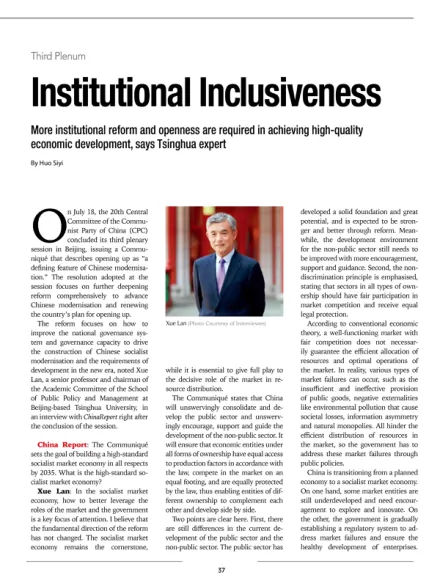 Third Plenum
Institutional Inclusiveness
More institutional reform and openness are required in achieving high-quality
economic development, says Tsinghua expert
By Huo Siyi
On July 18, the 20th Central
Committee of the Commu-
nist Party of China (CPC)
concluded its third plenary
session in Beijing, issuing a Commu-
niqué that describes opening up as "a
defining feature of Chinese modernisa-
tion." The resolution adopted at the
session focuses on further deepening
reform comprehensively to advance
Chinese modernisation and renewing
the country's plan for opening up.
The reform focuses on how to
improve the national governance sys-
tem and governance capacity to drive
the construction of Chinese socialist
modernisation and the requirements of
development in the new era, noted Xue
Lan, a senior professor and chairman of
the Academic Committee of the School
of Public Policy and Management at
Beijing-based Tsinghua University, in
an interview with ChinaReport right after
the conclusion of the session.
China Report: The Communiqué
sets the goal of building a high-standard
socialist market economy in all respects
by 2035. What is the high-standard so-
cialist market economy?
Xue Lan: In the socialist market
economy, how to better leverage the
roles of the market and the government
is a key focus of attention. I believe that
the fundamental direction of the reform
has not changed. The socialist market
economy remains the cornerstone,
Xue Lan (Photo Courtesy of Interviewee)
while it is essential to give full play to
the decisive role of the market in re-
source distribution.
The Communiqué states that China
will unswervingly consolidate and de-
velop the public sector and unswerv-
ingly encourage, support and guide the
development of the non-public sector. It
will ensure that economic entities under
all forms of ownership have equal access
to production factors in accordance with
the law, compete in the market on an
equal footing, and are equally protected
by the law, thus enabling entities of dif-
ferent ownership to complement each
other and develop side by side.
Two points are clear here. First, there
are still differences in the current de-
velopment of the public sector and the
non-public sector. The public sector has
developed a solid foundation and great
potential, and is expected to be stron-
ger and better through reform. Mean-
while, the development environment
for the non-public sector still needs to
be improved with more encouragement,
support and guidance. Second, the non-
discrimination principle is emphasised,
stating that sectors in all types of own-
ership should have fair participation in
market competition and receive equal
legal protection.
According to conventional economic
theory, a well-functioning market with
fair competition does not necessar-
ily guarantee the efficient allocation of
resources and optimal operations of
the market. In reality, various types of
market failures can occur, such as the
insufficient and ineffective provision
of public goods, negative externalities
like environmental pollution that cause
societal losses, information asymmetry
and natural monopolies. All hinder the
efficient distribution of resources in
the market, so the government has to
address these market failures through
public policies.
China is transitioning from a planned
economy to a socialist market economy.
On one hand, some market entities are
still underdeveloped and need encour-
agement to explore and innovate. On
the other, the government is gradually
establishing a regulatory system to ad-
dress market failures and ensure the
healthy development of enterprises.
37